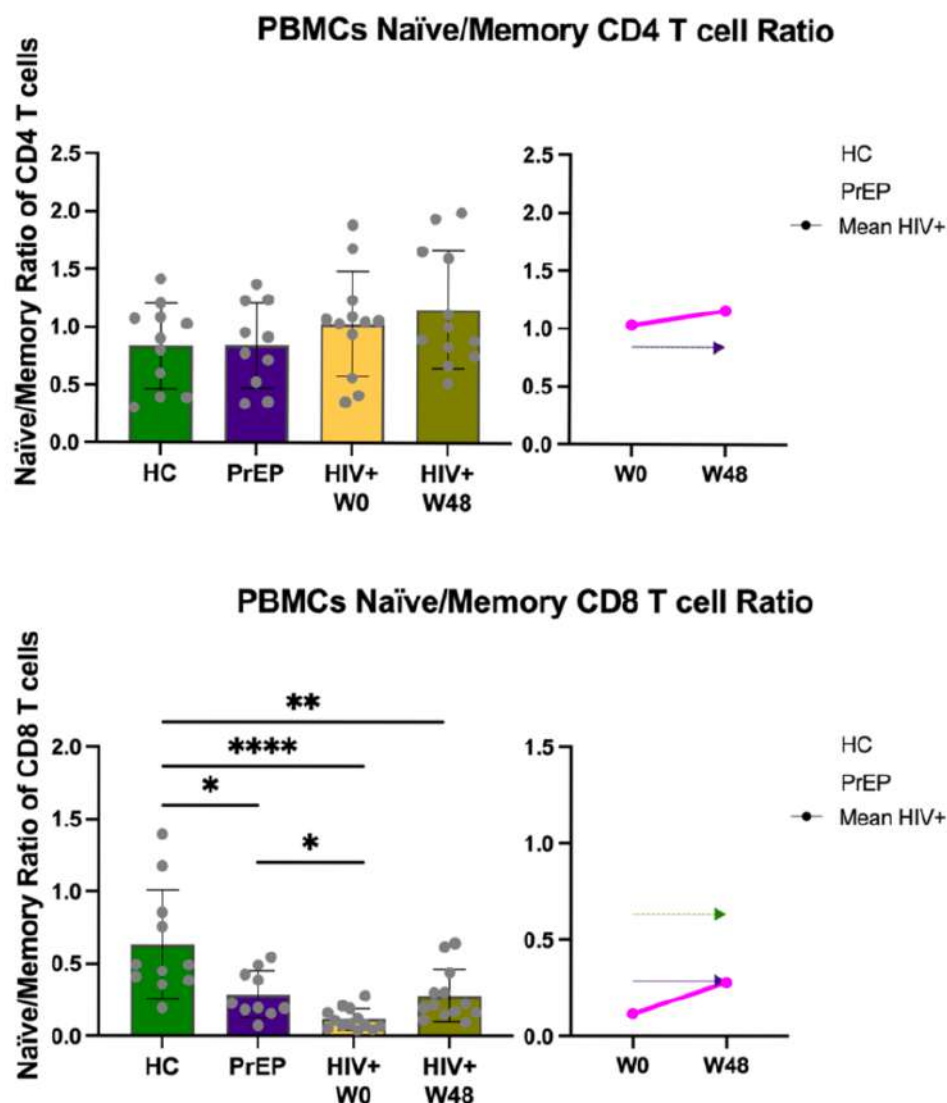 PBMCs Naïve/Memory CD4 T cell Ratio
Naïve/Memory Ratio of CD4 T cells
2.5
2.0
1.5
1.0
0.5
0.0
HC
PrEP
HIV+
W0
HIV+
W48
2.5
2.0
1.5
1.0
0.5
0.0
W0
W48
HC
PrEP
Mean HIV+
PBMCs Naïve/Memory CD8 T cell Ratio
Naïve/Memory Ratio of CD8 T cells
2.0
1.5
1.0
0.5
0.0
**
****
*
*
HC
PrEP
HIV+
W0
HIV+
W48
1.5
1.0
0.5
0.0
W0
W48
HC
PrEP
Mean HIV+